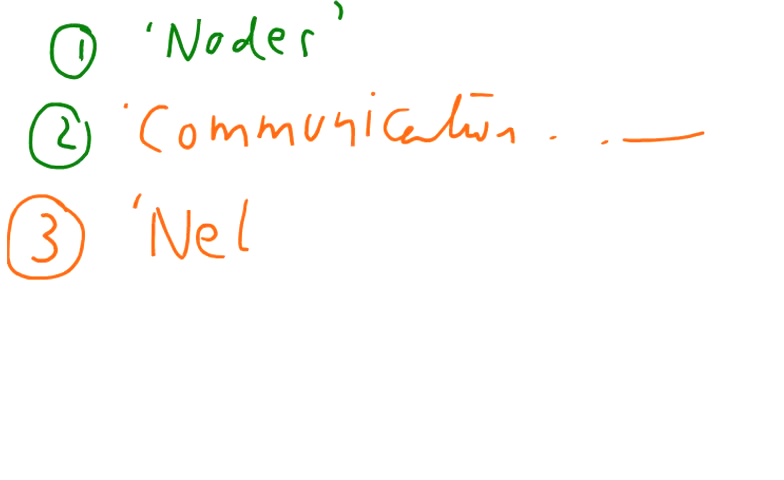 ① 'Nodes'
② 'Communication . . —
③ 'Nel